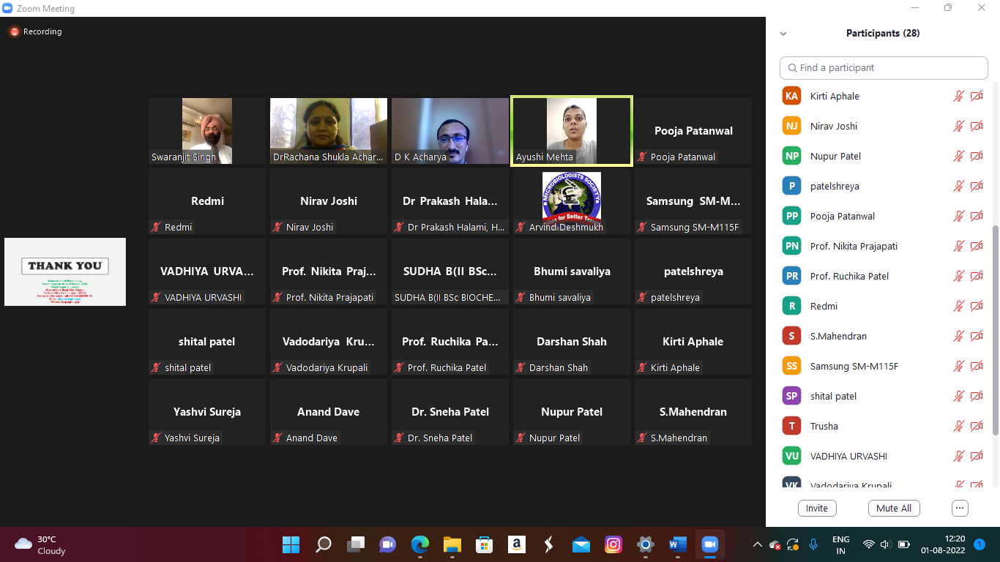 Zoom Meeting
Recording
Participants (28)
Find a participant
Swaranjit Singh
DrRachana Shukla Achar...
D K Acharya
Ayushi Mehta
Pooja Patanwal
Pooja Patanwal
Redmi
Redmi
Nirav Joshi
Nirav Joshi
Dr Prakash Hala...
Dr Prakash Halami, H...
MICROBIOLOGISTS SOCIETY
for Better
Arvind Deshmukh
Samsung SM-M...
Samsung SM-M115F
THANK YOU
VADHIYA URVA...
VADHIYA URVASHI
Prof. Nikita Praj...
Prof. Nikita Prajapati
SUDHA B(II BSc...
SUDHA B(II BSc BIOCHE...
Bhumi savaliya
Bhumi savaliya
patelshreya
patelshreya
shital patel
shital patel
Vadodariya Kru...
Vadodariya Krupali
Prof. Ruchika Pa...
Prof. Ruchika Patel
Darshan Shah
Darshan Shah
Kirti Aphale
Kirti Aphale
Yashvi Sureja
Yashvi Sureja
Anand Dave
Anand Dave
Dr. Sneha Patel
Dr. Sneha Patel
Nupur Patel
Nupur Patel
S.Mahendran
S.Mahendran
KA Kirti Aphale
NJ Nirav Joshi
NP Nupur Patel
P patelshreya
PP Pooja Patanwal
PN Prof. Nikita Prajapati
PR Prof. Ruchika Patel
R Redmi
S S.Mahendran
SS Samsung SM-M115F
SP shital patel
T Trusha
VU VADHIYA URVASHI
VK Vadodariya Krupali
Invite
Mute All
30°C
Cloudy
a
W
ENG
IN
12:20
01-08-2022
1